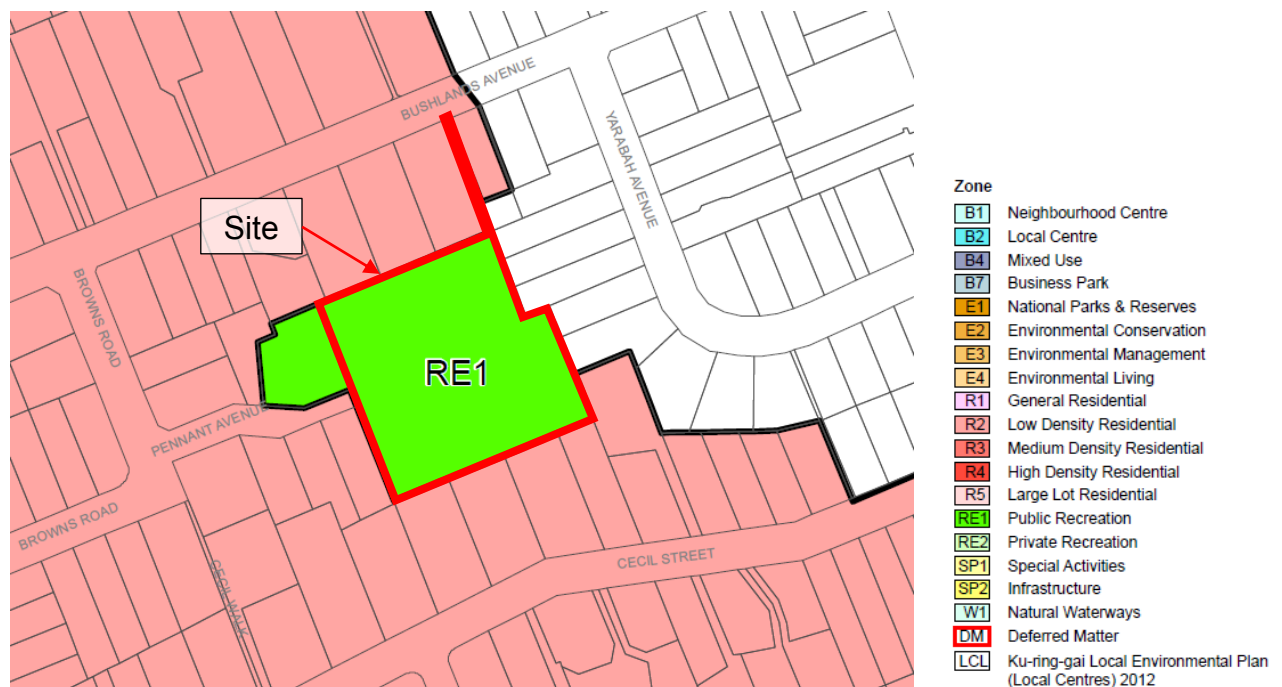 BUSHLANDS AVENUE
YARABAH AVENUE
Site
BROWNS ROAD
RE1
PENNANT AVENUE
BROWNS ROAD
CECIL STREET
CECIL WALK
Zone
B1 Neighbourhood Centre
B2 Local Centre
B4 Mixed Use
B7 Business Park
E1 National Parks & Reserves
E2 Environmental Conservation
E3 Environmental Management
E4 Environmental Living
R1 General Residential
R2 Low Density Residential
R3 Medium Density Residential
R4 High Density Residential
R5 Large Lot Residential
RE1 Public Recreation
RE2 Private Recreation
SP1 Special Activities
SP2 Infrastructure
W1 Natural Waterways
DM Deferred Matter
LCL Ku-ring-gai Local Environmental Plan
(Local Centres) 2012